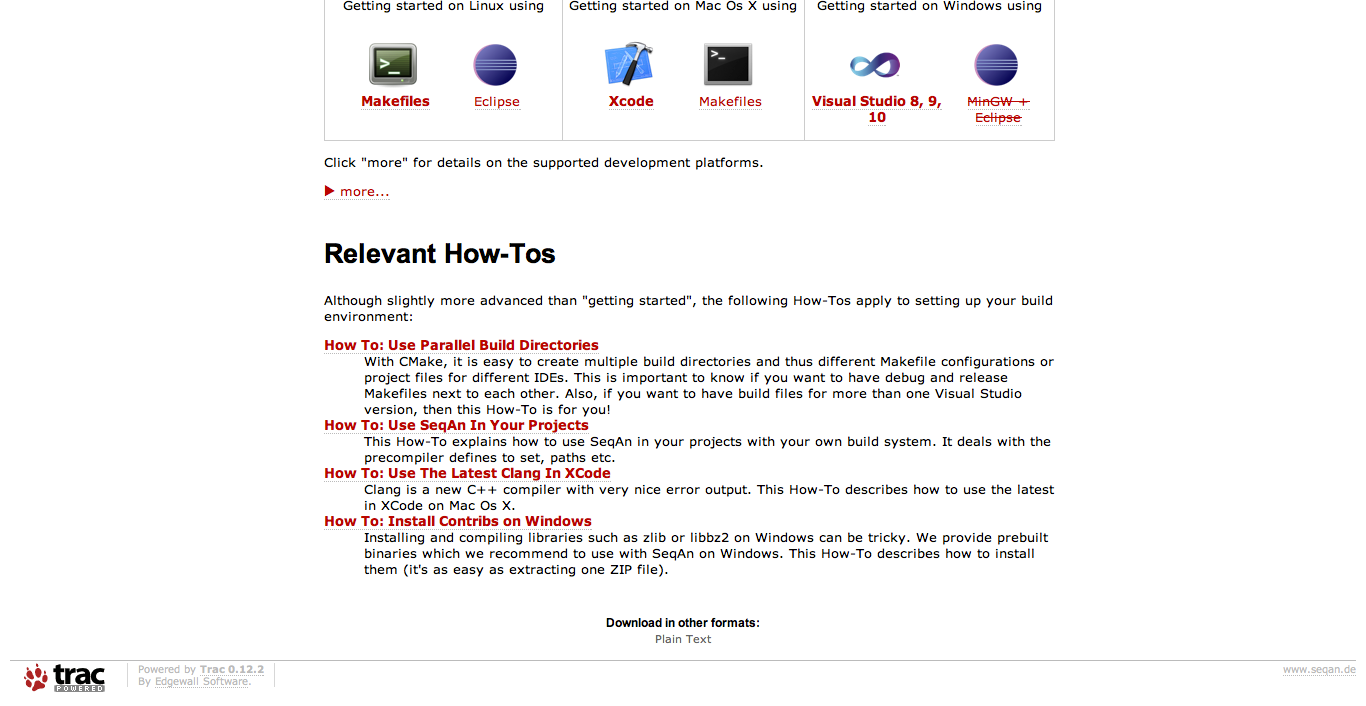 Getting started on Linux using
Getting started on Mac Os X using
Getting started on Windows using
Makefiles
Eclipse
Xcode
Makefiles
Visual Studio 8, 9,
10
MinGW +
Eclipse
Click "more" for details on the supported development platforms.
more...
Relevant How-Tos
Although slightly more advanced than "getting started", the following How-Tos apply to setting up your build
environment:
How To: Use Parallel Build Directories
With CMake, it is easy to create multiple build directories and thus different Makefile configurations or
project files for different IDEs. This is important to know if you want to have debug and release
Makefiles next to each other. Also, if you want to have build files for more than one Visual Studio
version, then this How-To is for you!
How To: Use SeqAn In Your Projects
This How-To explains how to use SeqAn in your projects with your own build system. It deals with the
precompiler defines to set, paths etc.
How To: Use The Latest Clang In XCode
Clang is a new C++ compiler with very nice error output. This How-To describes how to use the latest
in XCode on Mac Os X.
How To: Install Contribs on Windows
Installing and compiling libraries such as zlib or libbz2 on Windows can be tricky. We provide prebuilt
binaries which we recommend to use with SeqAn on Windows. This How-To describes how to install
them (it's as easy as extracting one ZIP file).
Download in other formats:
Plain Text
trac
POWERED
Powered by Trac 0.12.2
By Edgewall Software.
www.seqan.de